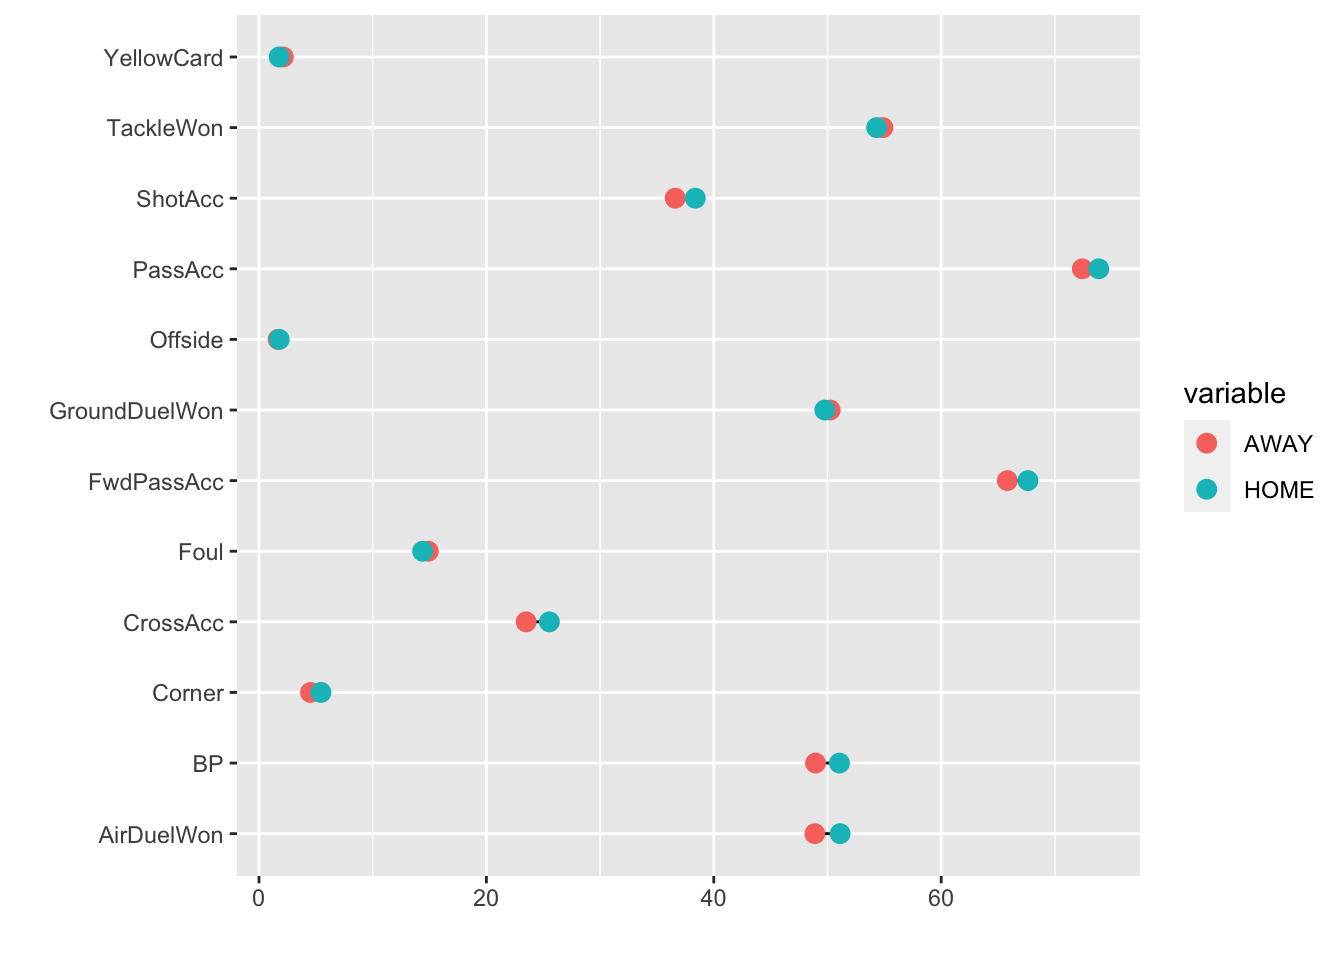 YellowCard
TackleWon
ShotAcc
PassAcc
Offside
GroundDuelWon
FwdPassAcc
Foul
CrossAcc
Corner
BP
AirDuelWon
0 20 40 60
variable
AWAY
HOME